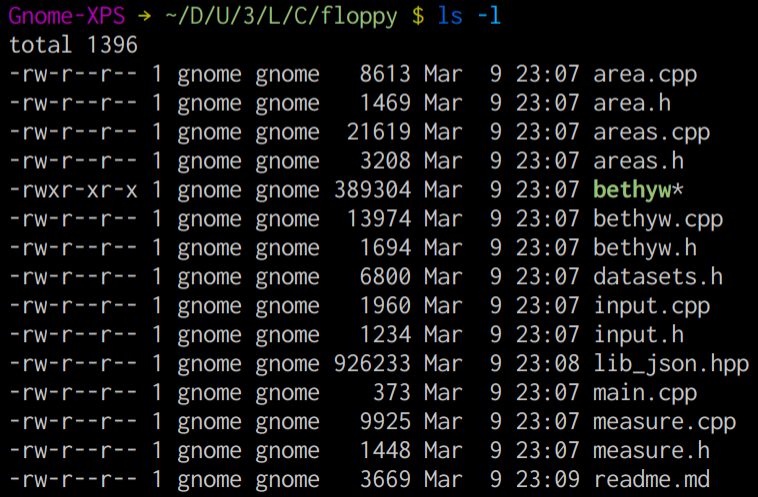 Gnome-XPS → ~/D/U/3/L/C/floppy $ ls -l
total 1396
-rw-r--r-- 1 gnome gnome   8613 Mar  9 23:07 area.cpp
-rw-r--r-- 1 gnome gnome   1469 Mar  9 23:07 area.h
-rw-r--r-- 1 gnome gnome  21619 Mar  9 23:07 areas.cpp
-rw-r--r-- 1 gnome gnome   3208 Mar  9 23:07 areas.h
-rwxr-xr-x 1 gnome gnome 389304 Mar  9 23:07 bethyw*
-rw-r--r-- 1 gnome gnome  13974 Mar  9 23:07 bethyw.cpp
-rw-r--r-- 1 gnome gnome   1694 Mar  9 23:07 bethyw.h
-rw-r--r-- 1 gnome gnome   6800 Mar  9 23:07 datasets.h
-rw-r--r-- 1 gnome gnome   1960 Mar  9 23:07 input.cpp
-rw-r--r-- 1 gnome gnome   1234 Mar  9 23:07 input.h
-rw-r--r-- 1 gnome gnome 926233 Mar  9 23:08 lib_json.hpp
-rw-r--r-- 1 gnome gnome    373 Mar  9 23:07 main.cpp
-rw-r--r-- 1 gnome gnome   9925 Mar  9 23:07 measure.cpp
-rw-r--r-- 1 gnome gnome   1448 Mar  9 23:07 measure.h
-rw-r--r-- 1 gnome gnome   3669 Mar  9 23:09 readme.md